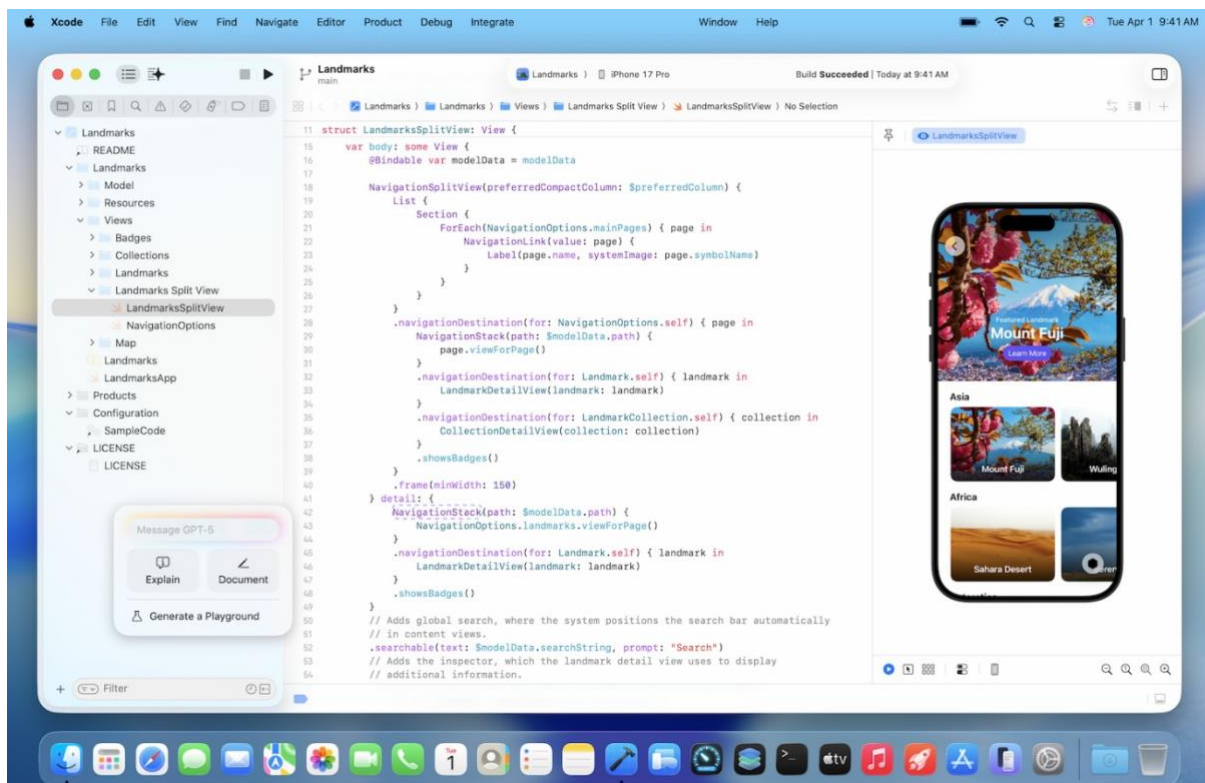 Xcode File Edit View Find Navigate Editor Product Debug Integrate Window Help Tue Apr 1 9:41 AM
Landmarks
main
Landmarks 〉 iPhone 17 Pro
Build Succeeded | Today at 9:41 AM
Landmarks 〉 Landmarks 〉 Views 〉 Landmarks Split View 〉 LandmarksSplitView 〉 No Selection
Landmarks
README
Landmarks
Model
Resources
Views
Badges
Collections
Landmarks
Landmarks Split View
LandmarksSplitView
NavigationOptions
Map
Landmarks
LandmarksApp
Products
Configuration
SampleCode
LICENSE
LICENSE
Message GPT-5
Explain Document
Generate a Playground
Filter
11 struct LandmarksSplitView: View {
15 var body: some View {
16 @Bindable var modelData = modelData
17
18 NavigationSplitView(preferredCompactColumn: $preferredColumn) {
19 List {
20 Section {
21 ForEach(NavigationOptions.mainPages) { page in
22 NavigationLink(value: page) {
23 Label(page.name, systemImage: page.symbolName)
24 }
25 }
26 }
27 }
28 .navigationDestination(for: NavigationOptions.self) { page in
29 NavigationStack(path: $modelData.path) {
30 page.viewForPage()
31 }
32 .navigationDestination(for: Landmark.self) { landmark in
33 LandmarkDetailView(landmark: landmark)
34 }
35 .navigationDestination(for: LandmarkCollection.self) { collection in
36 CollectionDetailView(collection: collection)
37 }
38 .showsBadges()
39 }
40 .frame(minWidth: 150)
41 } detail: {
42 NavigationStack(path: $modelData.path) {
43 NavigationOptions.landmarks.viewForPage()
44 }
45 .navigationDestination(for: Landmark.self) { landmark in
46 LandmarkDetailView(landmark: landmark)
47 }
48 .showsBadges()
49 }
50 // Adds global search, where the system positions the search bar automatically
51 // in content views.
52 .searchable(text: $modelData.searchString, prompt: "Search")
53 // Adds the inspector, which the landmark detail view uses to display
54 // additional information.
LandmarksSplitView
Featured Landmark
Mount Fuji
Learn More
Asia
Mount Fuji Wuling
Africa
Sahara Desert
Tue
1
tv